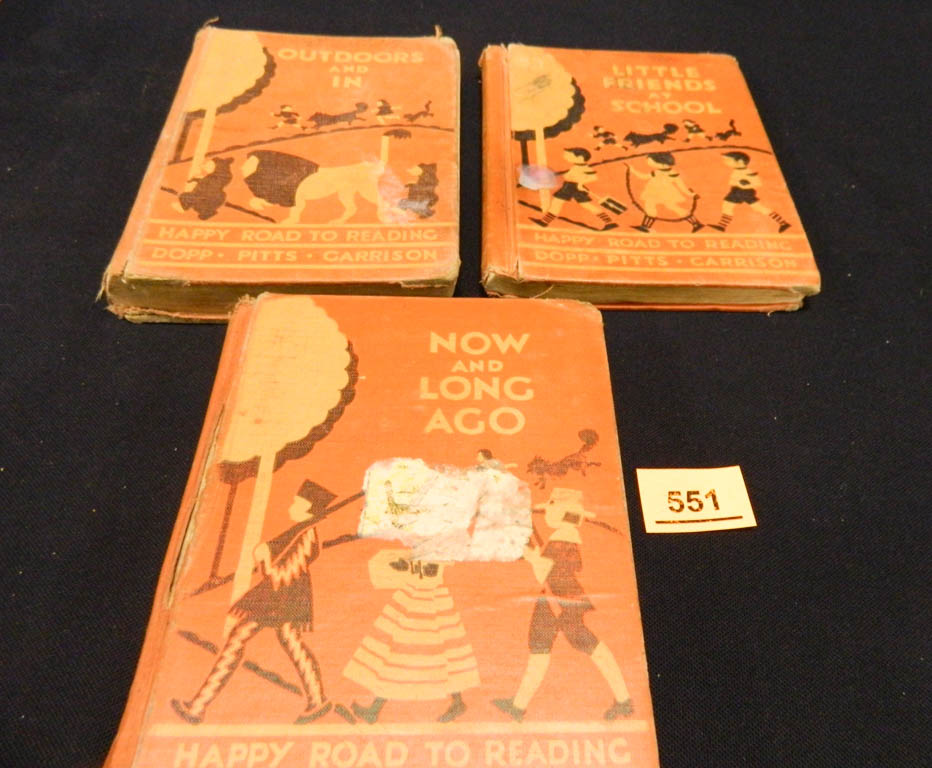 OUTDOORS
AND
IN
HAPPY ROAD TO READING
DOPP · PITTS · GARRISON
LITTLE
FRIENDS
AT
SCHOOL
HAPPY ROAD TO READING
DOPP · PITTS · GARRISON
NOW
AND
LONG
AGO
HAPPY ROAD TO READING
551